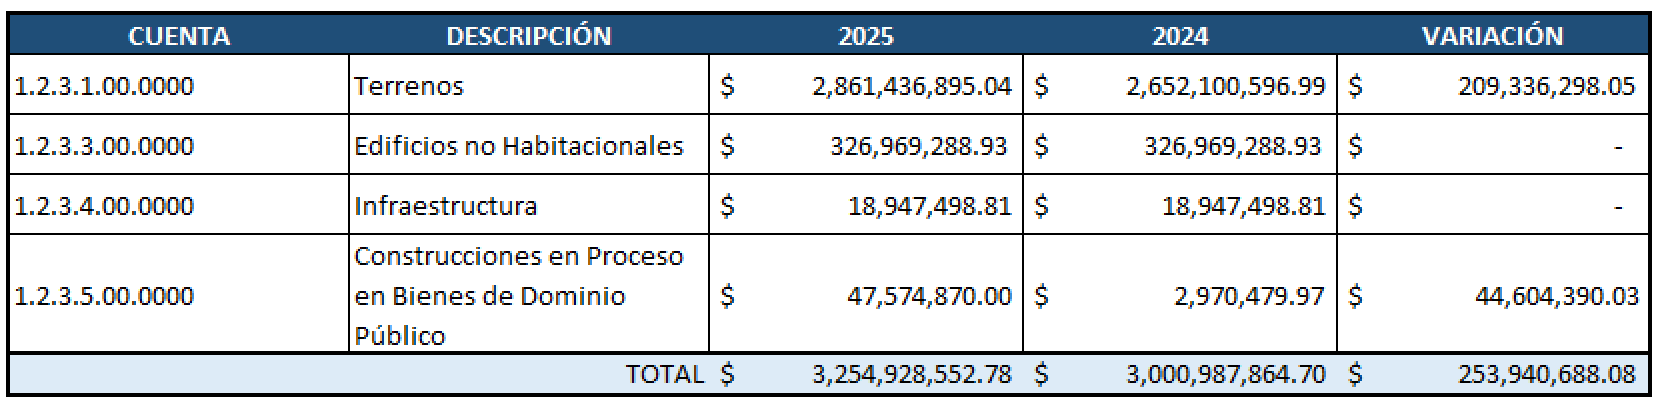 CUENTA DESCRIPCIÓN 2025 2024 VARIACIÓN
1.2.3.1.00.0000 Terrenos $ 2,861,436,895.04 $ 2,652,100,596.99 $ 209,336,298.05
1.2.3.3.00.0000 Edificios no Habitacionales $ 326,969,288.93 $ 326,969,288.93 $ -
1.2.3.4.00.0000 Infraestructura $ 18,947,498.81 $ 18,947,498.81 $ -
Construcciones en Proceso
1.2.3.5.00.0000 en Bienes de Dominio $ 47,574,870.00 $ 2,970,479.97 $ 44,604,390.03
Público
TOTAL $ 3,254,928,552.78 $ 3,000,987,864.70 $ 253,940,688.08